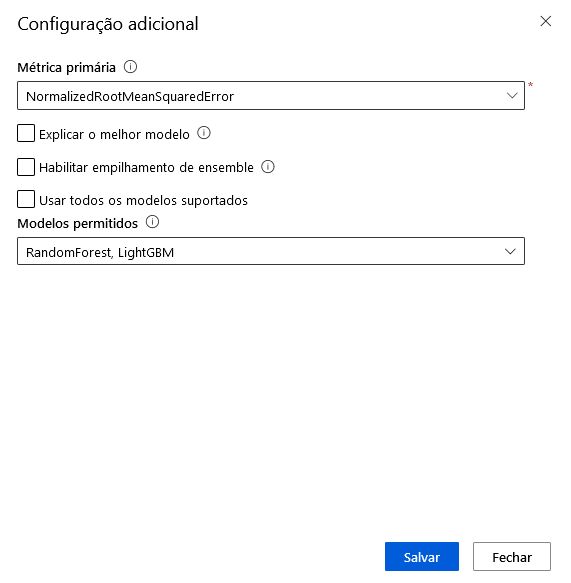 Configuração adicional
Métrica primária
NormalizedRootMeanSquaredError
*
Explicar o melhor modelo
Habilitar empilhamento de ensemble
Usar todos os modelos suportados
Modelos permitidos
RandomForest, LightGBM
Salvar
Fechar